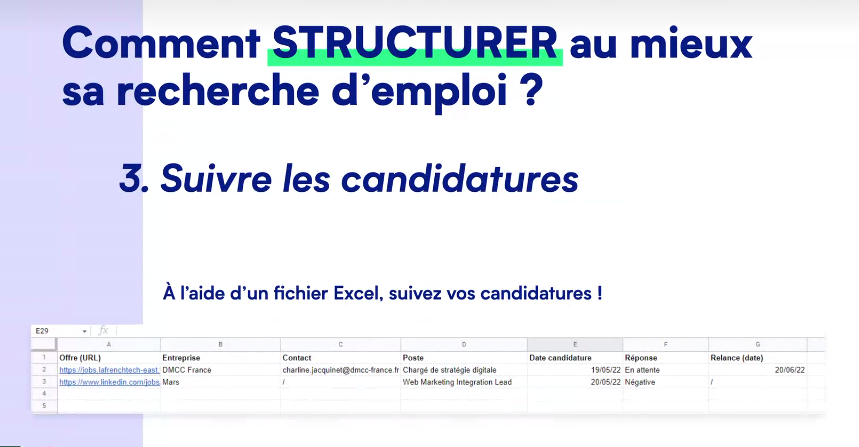 Comment STRUCTURER au mieux
sa recherche d'emploi ?
3. Suivre les candidatures
À l'aide d'un fichier Excel, suivez vos candidatures !
E29 fx
A B C D E F G
1 Offre (URL) Entreprise Contact Poste Date candidature Réponse Relance (date)
2 https://jobs.lafrenchtech-east. DMCC France charline.jacquinet@dmcc-france.fr Chargé de stratégie digitale 19/05/22 En attente 20/06/22
3 https://www.linkedin.com/jobs. Mars / Web Marketing Integration Lead 20/05/22 Négative /
4
5